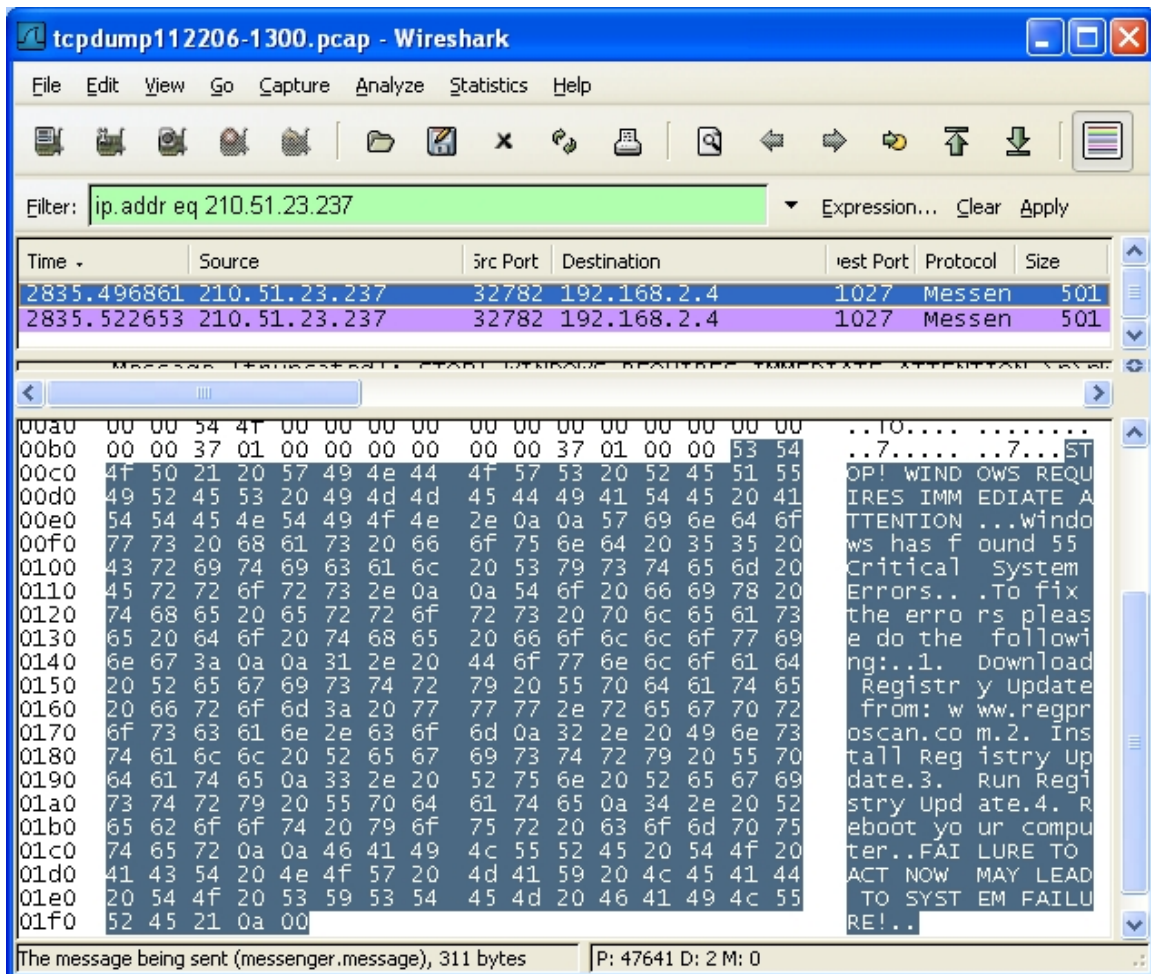 tcpdump112206-1300.pcap - Wireshark
File Edit View Go Capture Analyze Statistics Help
Filter: ip.addr eq 210.51.23.237 Expression... Clear Apply
Time Source Src Port Destination Dest Port Protocol Size
2835.496861 210.51.23.237 32782 192.168.2.4 1027 Messen 501
2835.522653 210.51.23.237 32782 192.168.2.4 1027 Messen 501
Message [truncated]: STOP! WINDOWS REQUIRES IMMEDIATE ATTENTION.\n\n
00a0 00 00 54 4f 00 00 00 00 00 00 00 00 00 00 00 00 ..TO.... ........
00b0 00 00 37 01 00 00 00 00 00 00 37 01 00 00 53 54 ..7..... ..7...ST
00c0 4f 50 21 20 57 49 4e 44 4f 57 53 20 52 45 51 55 OP! WIND OWS REQU
00d0 49 52 45 53 20 49 4d 4d 45 44 49 41 54 45 20 41 IRES IMM EDIATE A
00e0 54 54 45 4e 54 49 4f 4e 2e 0a 0a 57 69 6e 64 6f TTENTION ...Windo
00f0 77 73 20 68 61 73 20 66 6f 75 6e 64 20 35 35 20 ws has f ound 55
0100 43 72 69 74 69 63 61 6c 20 53 79 73 74 65 6d 20 Critical System
0110 45 72 72 6f 72 73 2e 0a 0a 54 6f 20 66 69 78 20 Errors.. .To fix
0120 74 68 65 20 65 72 72 6f 72 73 20 70 6c 65 61 73 the erro rs pleas
0130 65 20 64 6f 20 74 68 65 20 66 6f 6c 6c 6f 77 69 e do the followi
0140 6e 67 3a 0a 0a 31 2e 20 44 6f 77 6e 6c 6f 61 64 ng:..1. Download
0150 20 52 65 67 69 73 74 72 79 20 55 70 64 61 74 65 Registr y Update
0160 20 66 72 6f 6d 3a 20 77 77 77 2e 72 65 67 70 72 from: w ww.regpr
0170 6f 73 63 61 6e 2e 63 6f 6d 0a 32 2e 20 49 6e 73 oscan.co m.2. Ins
0180 74 61 6c 6c 20 52 65 67 69 73 74 72 79 20 55 70 tall Reg istry Up
0190 64 61 74 65 0a 33 2e 20 52 75 6e 20 52 65 67 69 date.3. Run Regi
01a0 73 74 72 79 20 55 70 64 61 74 65 0a 34 2e 20 52 stry Upd ate.4. R
01b0 65 62 6f 6f 74 20 79 6f 75 72 20 63 6f 6d 70 75 eboot yo ur compu
01c0 74 65 72 0a 0a 46 41 49 4c 55 52 45 20 54 4f 20 ter..FAI LURE TO
01d0 41 43 54 20 4e 4f 57 20 4d 41 59 20 4c 45 41 44 ACT NOW MAY LEAD
01e0 20 54 4f 20 53 59 53 54 45 4d 20 46 41 49 4c 55 TO SYST EM FAILU
01f0 52 45 21 0a 00 RE!..
The message being sent (messenger.message), 311 bytes P: 47641 D: 2 M: 0